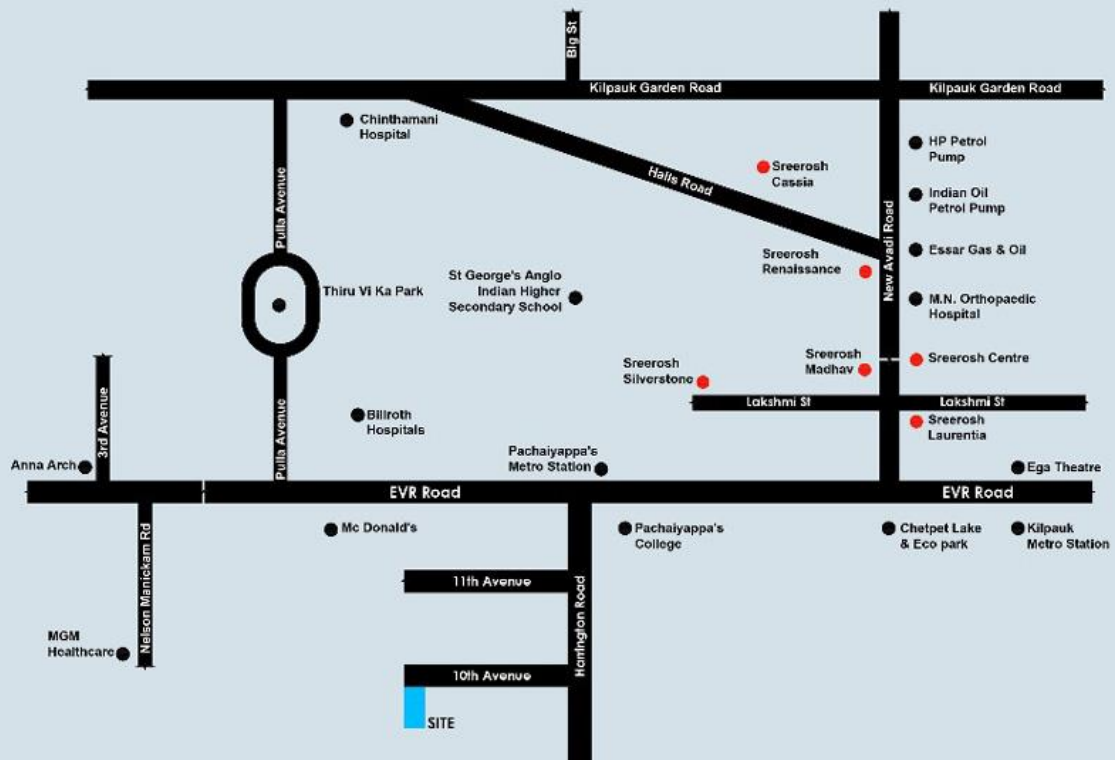 Big St
Kilpauk Garden Road
Kilpauk Garden Road
Chinthamani
Hospital
HP Petrol
Pump
Pulla Avenue
Halls Road
Sreerosh
Cassia
New Avadi Road
Indian Oil
Petrol Pump
Sreerosh
Renaissance
Essar Gas & Oil
Thiru Vi Ka Park
St George's Anglo
Indian Higher
Secondary School
M.N. Orthopaedic
Hospital
Sreerosh
Silverstone
Sreerosh
Madhav
Sreerosh Centre
3rd Avenue
Pulla Avenue
Billroth
Hospitals
Lakshmi St
Lakshmi St
Sreerosh
Laurentia
Anna Arch
Pachaiyappa's
Metro Station
Ega Theatre
EVR Road
EVR Road
Nelson Manickam Rd
Mc Donald's
Pachaiyappa's
College
Chetpet Lake
& Eco park
Kilpauk
Metro Station
11th Avenue
Harrington Road
MGM
Healthcare
10th Avenue
SITE